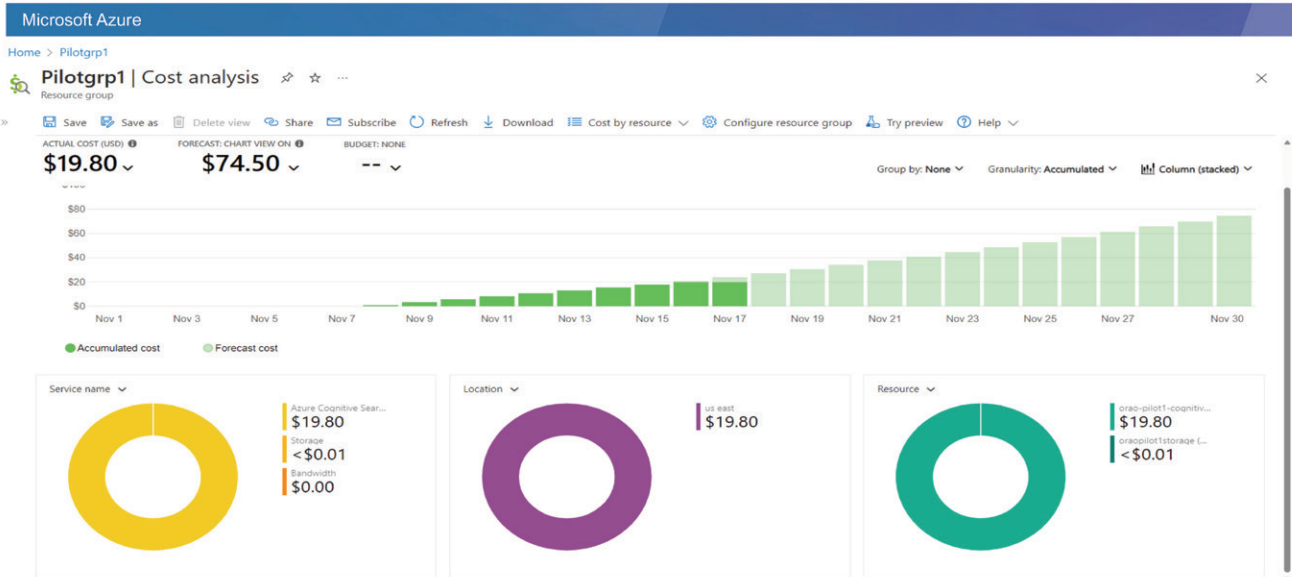 Microsoft Azure
Home > Pilotgrp1
Pilotgrp1 | Cost analysis
Resource group
Save Save as Delete view Share Subscribe Refresh Download Cost by resource Configure resource group Try preview Help
ACTUAL COST (USD) FORECAST: CHART VIEW ON BUDGET: NONE
$19.80 $74.50 --
Group by: None Granularity: Accumulated Column (stacked)
$80
$60
$40
$20
$0
Nov 1 Nov 3 Nov 5 Nov 7 Nov 9 Nov 11 Nov 13 Nov 15 Nov 17 Nov 19 Nov 21 Nov 23 Nov 25 Nov 27 Nov 30
Accumulated cost Forecast cost
Service name
Azure Cognitive Sear...
$19.80
Storage
<$0.01
Bandwidth
$0.00
Location
us east
$19.80
Resource
orao-pilot1-cognitiv...
$19.80
oraopilot1storage (...
<$0.01